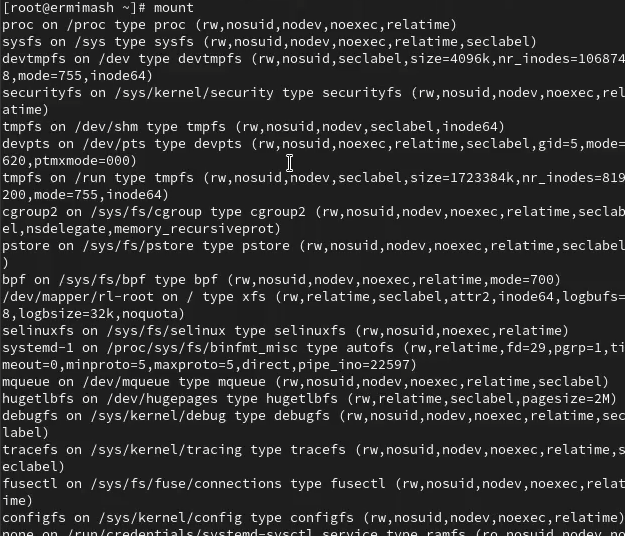 [root@ermimash ~]# mount
proc on /proc type proc (rw,nosuid,nodev,noexec,relatime)
sysfs on /sys type sysfs (rw,nosuid,nodev,noexec,relatime,seclabel)
devtmpfs on /dev type devtmpfs (rw,nosuid,seclabel,size=4096k,nr_inodes=106874
8,mode=755,inode64)
securityfs on /sys/kernel/security type securityfs (rw,nosuid,nodev,noexec,rel
atime)
tmpfs on /dev/shm type tmpfs (rw,nosuid,nodev,seclabel,inode64)
devpts on /dev/pts type devpts (rw,nosuid,noexec,relatime,seclabel,gid=5,mode=
620,ptmxmode=000)
tmpfs on /run type tmpfs (rw,nosuid,nodev,seclabel,size=1723384k,nr_inodes=819
200,mode=755,inode64)
cgroup2 on /sys/fs/cgroup type cgroup2 (rw,nosuid,nodev,noexec,relatime,seclab
el,nsdelegate,memory_recursiveprot)
pstore on /sys/fs/pstore type pstore (rw,nosuid,nodev,noexec,relatime,seclabel
)
bpf on /sys/fs/bpf type bpf (rw,nosuid,nodev,noexec,relatime,mode=700)
/dev/mapper/rl-root on / type xfs (rw,relatime,seclabel,attr2,inode64,logbufs=
8,logbsize=32k,noquota)
selinuxfs on /sys/fs/selinux type selinuxfs (rw,nosuid,noexec,relatime)
systemd-1 on /proc/sys/fs/binfmt_misc type autofs (rw,relatime,fd=29,pgrp=1,ti
meout=0,minproto=5,maxproto=5,direct,pipe_ino=22597)
mqueue on /dev/mqueue type mqueue (rw,nosuid,nodev,noexec,relatime,seclabel)
hugetlbfs on /dev/hugepages type hugetlbfs (rw,relatime,seclabel,pagesize=2M)
debugfs on /sys/kernel/debug type debugfs (rw,nosuid,nodev,noexec,relatime,sec
label)
tracefs on /sys/kernel/tracing type tracefs (rw,nosuid,nodev,noexec,relatime,s
eclabel)
fusectl on /sys/fs/fuse/connections type fusectl (rw,nosuid,nodev,noexec,relat
ime)
configfs on /sys/kernel/config type configfs (rw,nosuid,nodev,noexec,relatime)
none on /run/credentials/systemd-sysctl.service type ramfs (ro,nosuid,nodev,no